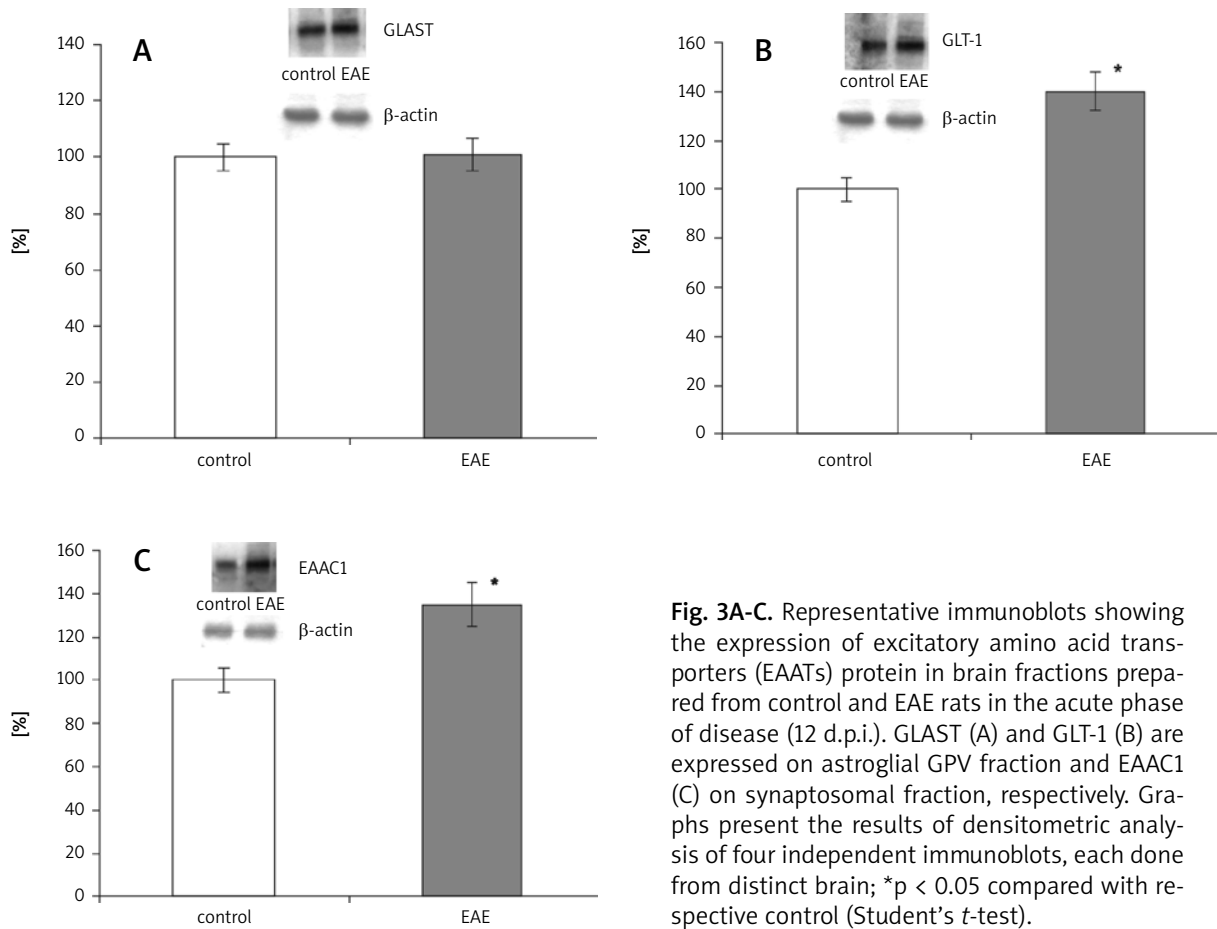 A
GLAST
control EAE
β-actin
[%]
140
120
100
80
60
40
20
0
control
EAE
B
GLT-1
control EAE
β-actin
[%]
160
140
120
100
80
60
40
20
0
*
control
EAE
C
EAAC1
control EAE
β-actin
[%]
160
140
120
100
80
60
40
20
0
*
control
EAE
Fig. 3A-C. Representative immunoblots showing
the expression of excitatory amino acid trans-
porters (EAATs) protein in brain fractions prepa-
red from control and EAE rats in the acute phase
of disease (12 d.p.i.). GLAST (A) and GLT-1 (B) are
expressed on astroglial GPV fraction and EAAC1
(C) on synaptosomal fraction, respectively. Gra-
phs present the results of densitometric analy-
sis of four independent immunoblots, each done
from distinct brain; *p < 0.05 compared with re-
spective control (Student's t-test).